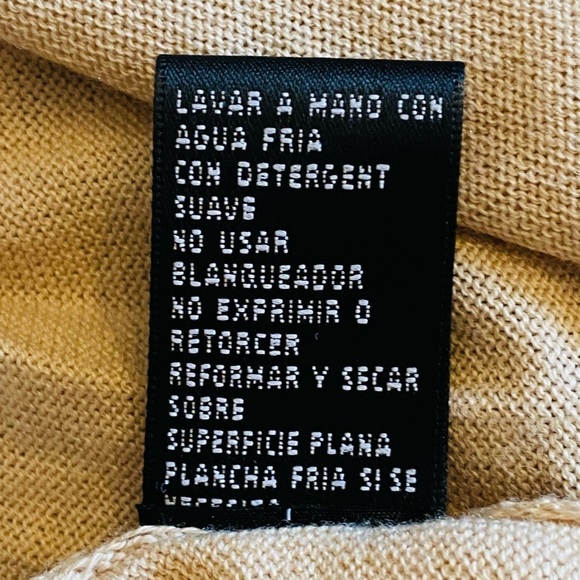 LAVAR A MANO CON
AGUA FRIA
CON DETERGENT
SUAVE
NO USAR
BLANQUEADOR
NO EXPRIMIR O
RETORCER
REFORMAR Y SECAR
SOBRE
SUPERFICIE PLANA
PLANCHA FRIA SI SE